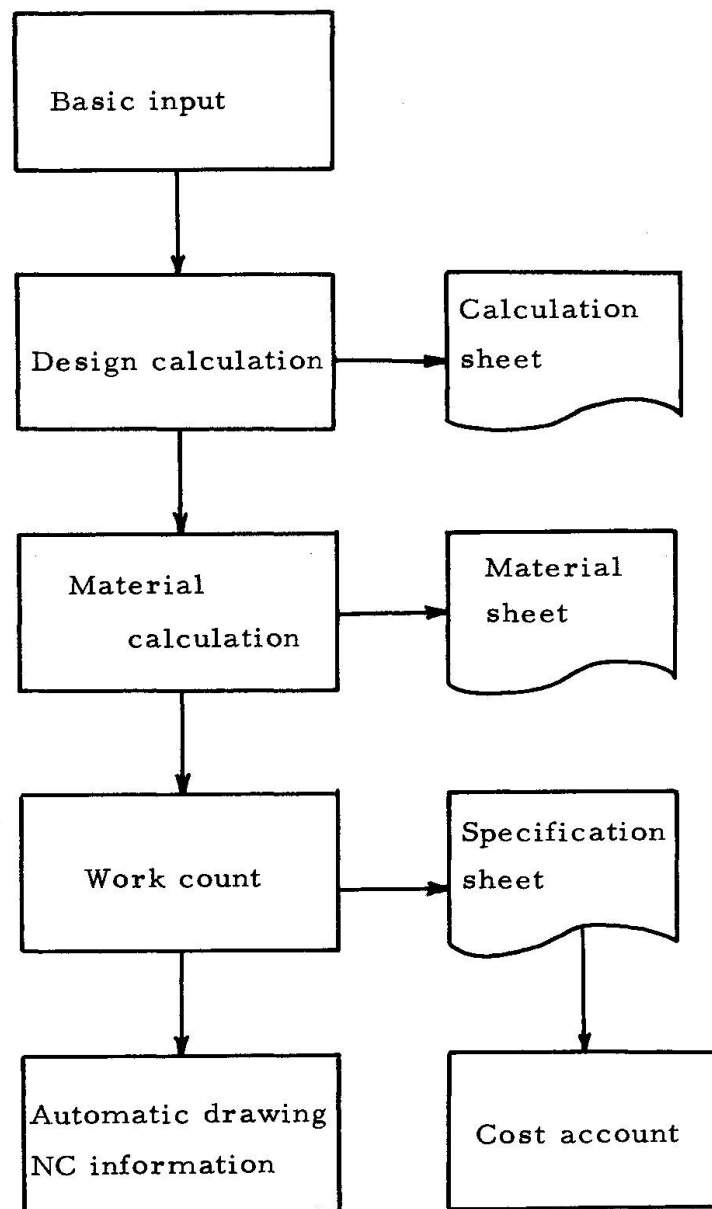 Basic input
Design calculation
Calculation
sheet
Material
calculation
Material
sheet
Work count
Specification
sheet
Automatic drawing
NC information
Cost account